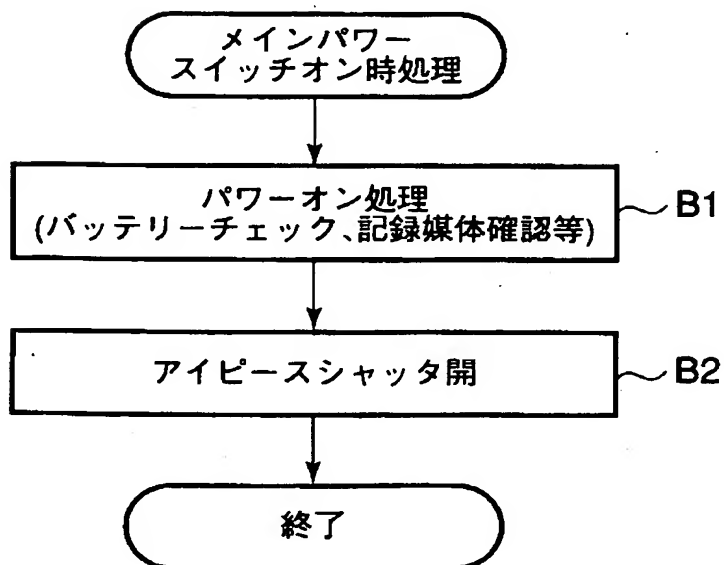 メインパワー
スイッチオン時処理
パワーオン処理
(バッテリーチェック、記録媒体確認等)
B1
アイピースシャッタ開
B2
終了